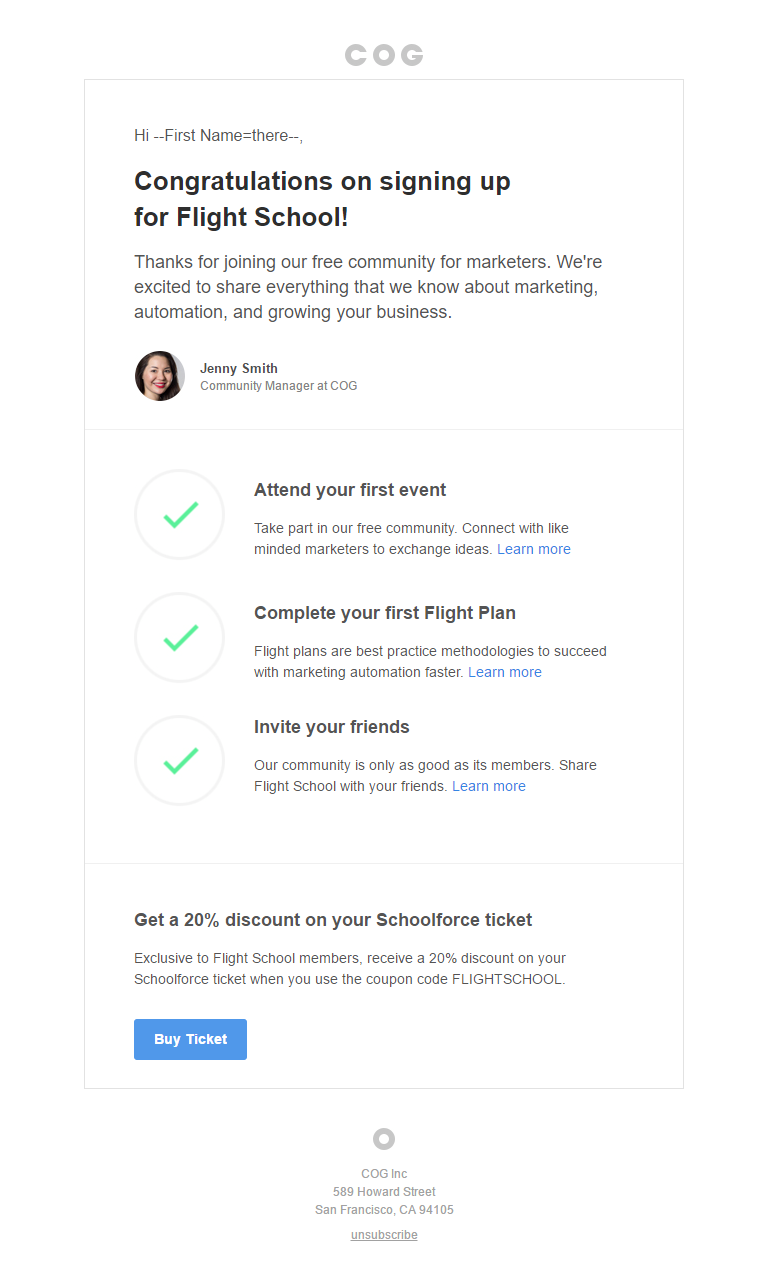 COG
Hi --First Name=there--,
Congratulations on signing up
for Flight School!
Thanks for joining our free community for marketers. We're
excited to share everything that we know about marketing,
automation, and growing your business.
Jenny Smith
Community Manager at COG
Attend your first event
Take part in our free community. Connect with like
minded marketers to exchange ideas. Learn more
Complete your first Flight Plan
Flight plans are best practice methodologies to succeed
with marketing automation faster. Learn more
Invite your friends
Our community is only as good as its members. Share
Flight School with your friends. Learn more
Get a 20% discount on your Schoolforce ticket
Exclusive to Flight School members, receive a 20% discount on your
Schoolforce ticket when you use the coupon code FLIGHTSCHOOL.
Buy Ticket
COG Inc
589 Howard Street
San Francisco, CA 94105
unsubscribe